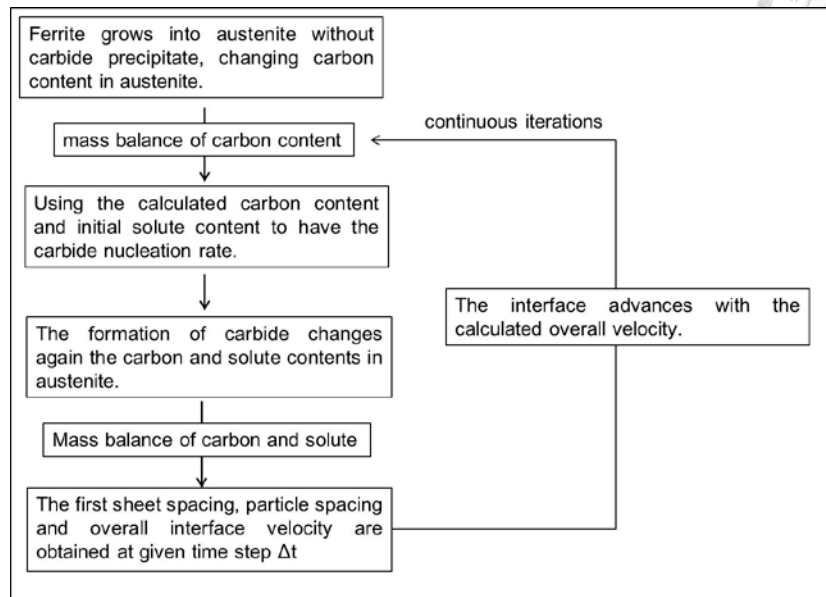 Ferrite grows into austenite without
carbide precipitate, changing carbon
content in austenite.
mass balance of carbon content
continuous iterations
Using the calculated carbon content
and initial solute content to have the
carbide nucleation rate.
The interface advances with the
calculated overall velocity.
The formation of carbide changes
again the carbon and solute contents in
austenite.
Mass balance of carbon and solute
The first sheet spacing, particle spacing
and overall interface velocity are
obtained at given time step Δt